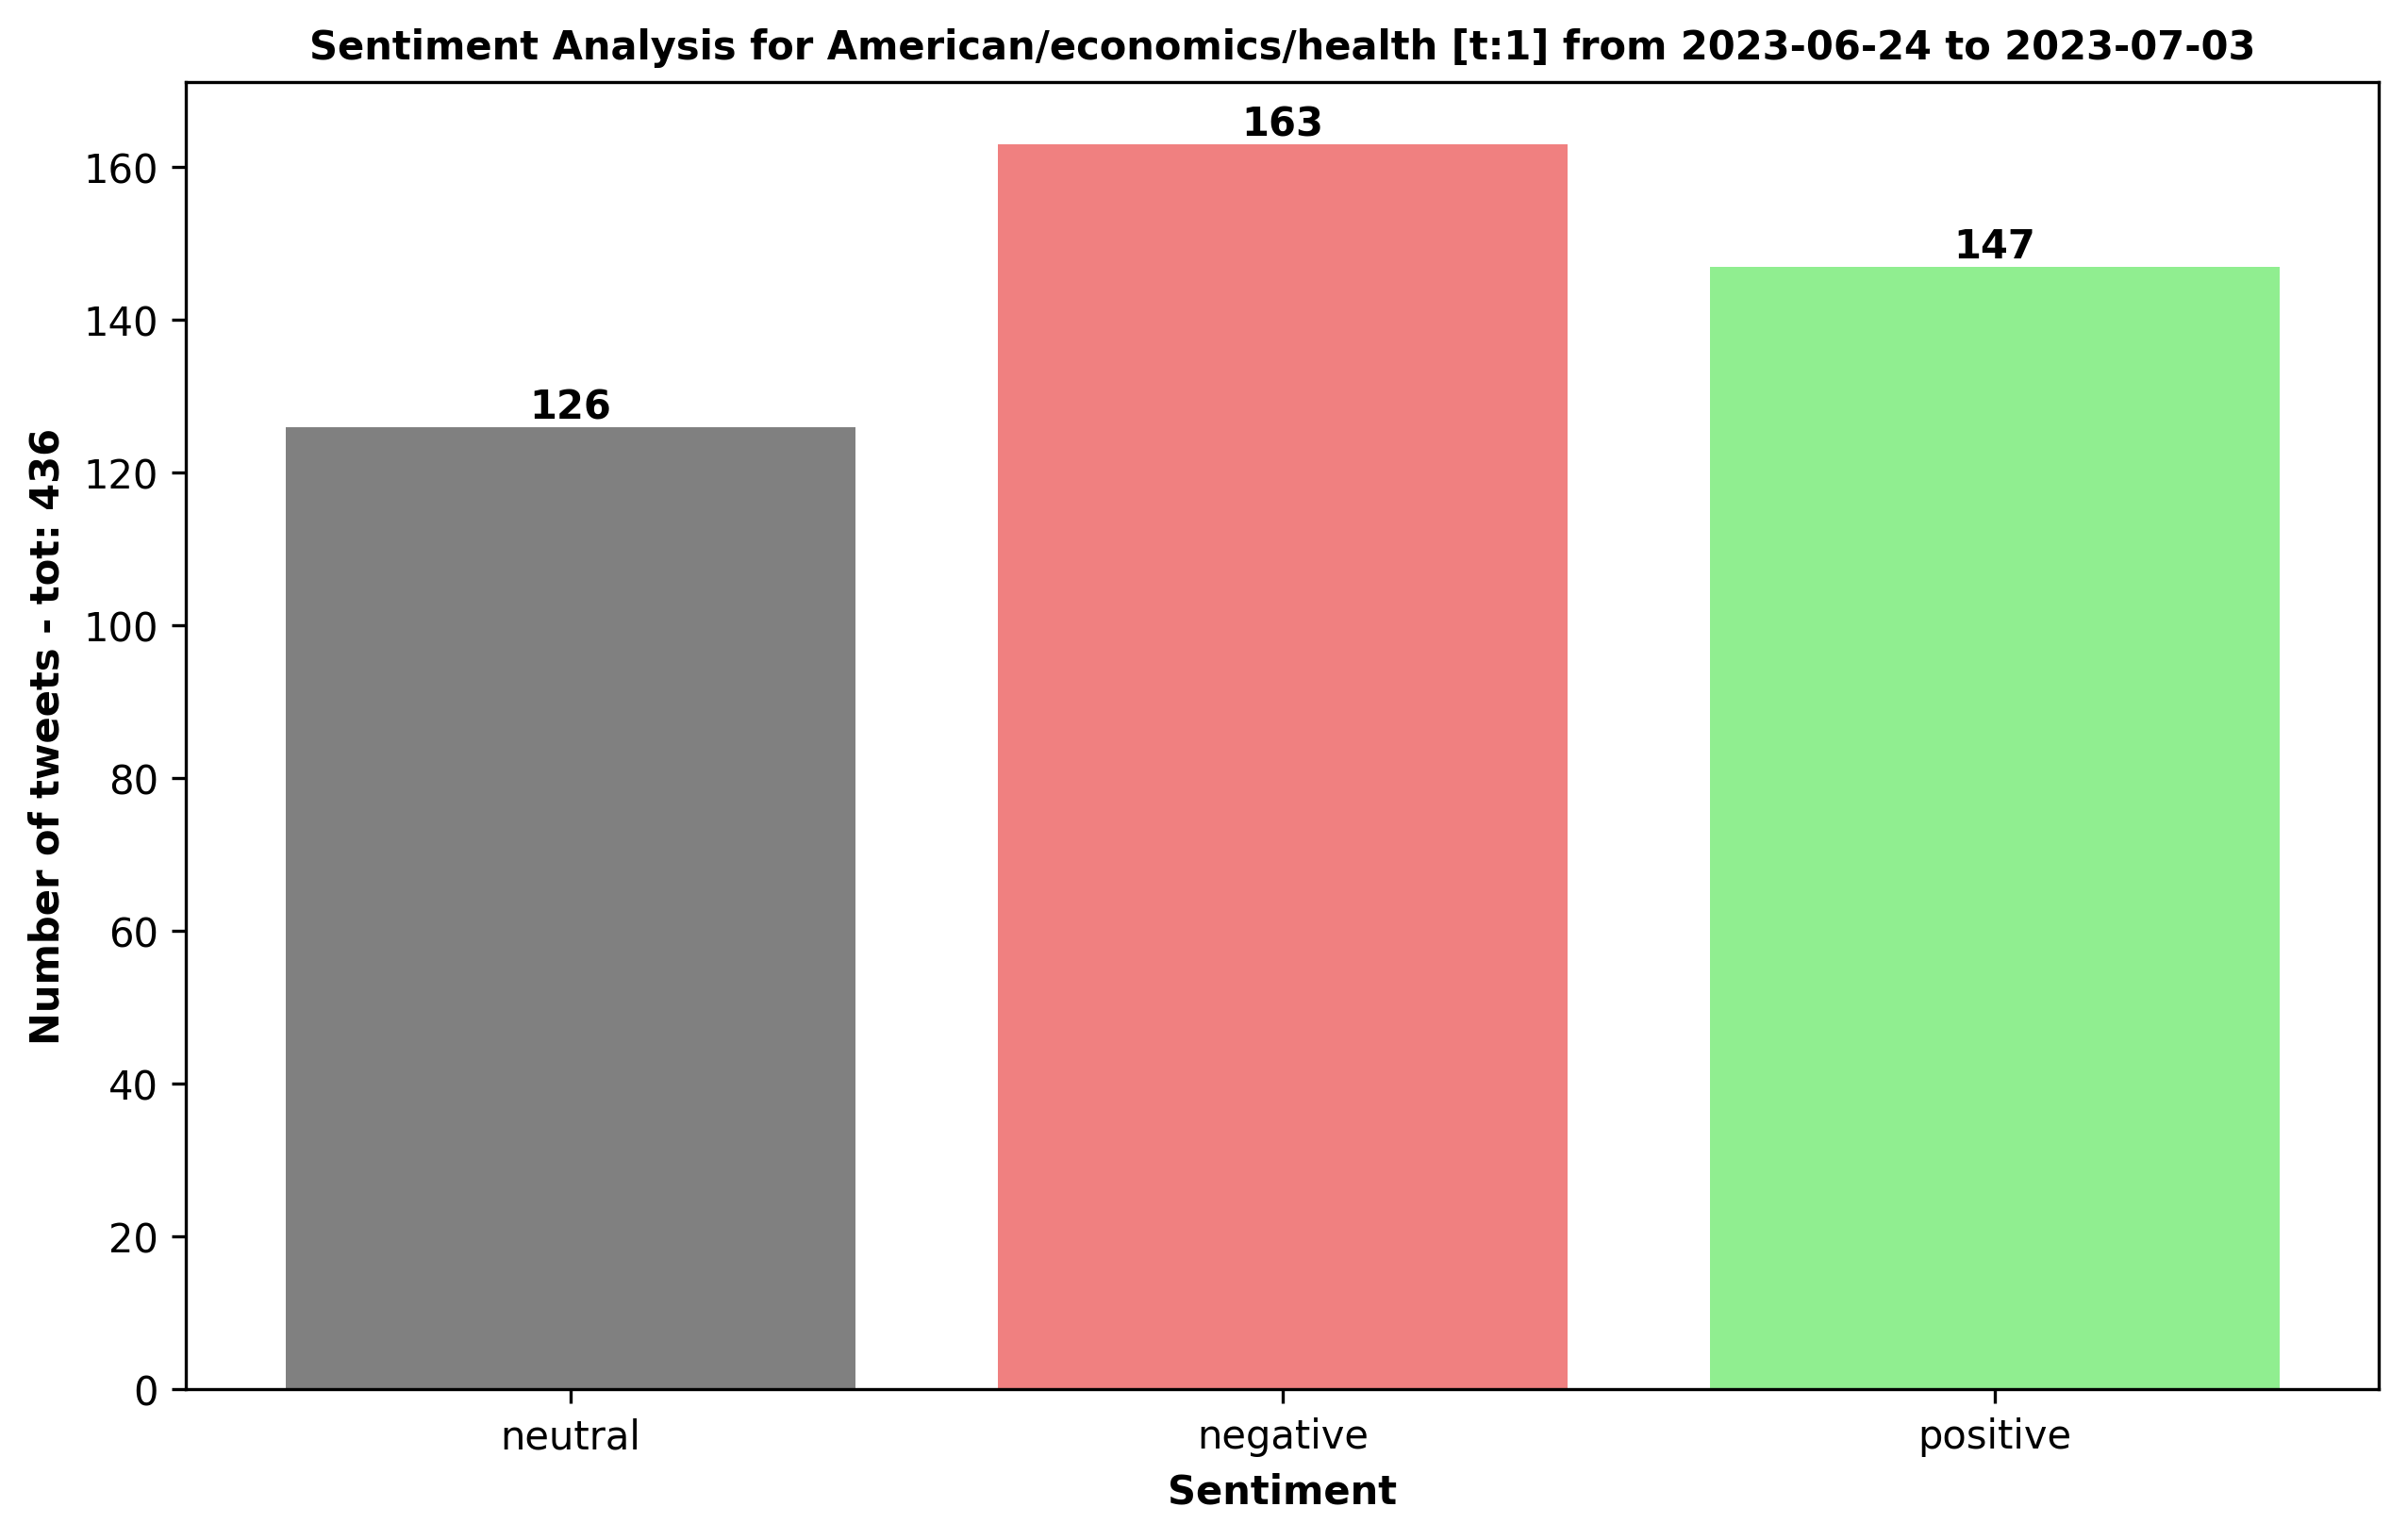 Sentiment Analysis for American/economics/health [t:1] from 2023-06-24 to 2023-07-03
Number of tweets - tot: 436
160
140
120
100
80
60
40
20
0
126
163
147
neutral
negative
positive
Sentiment